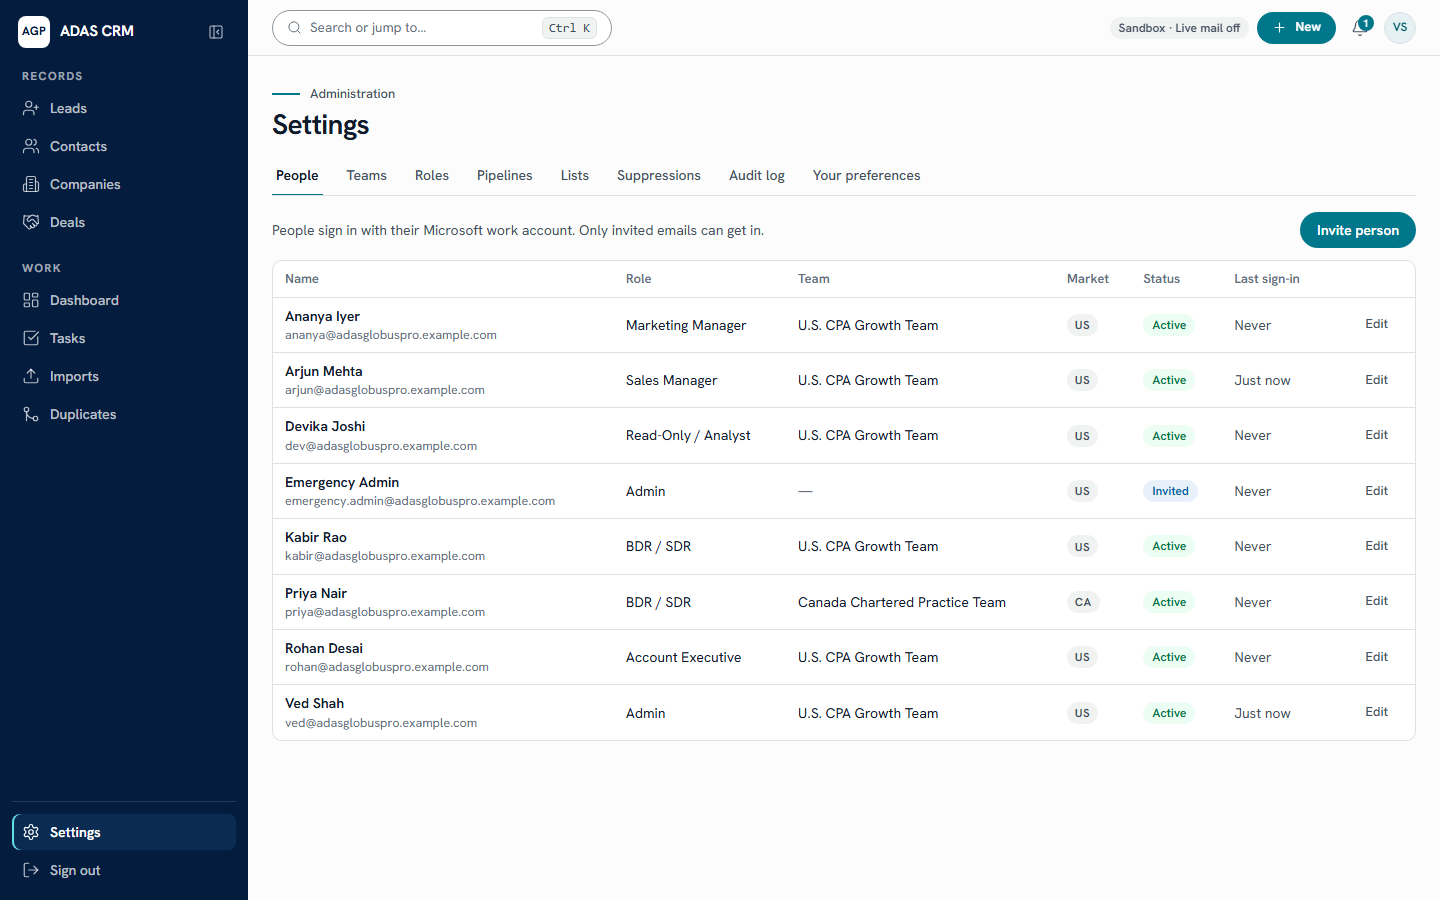 AGP
ADAS CRM
RECORDS
Leads
Contacts
Companies
Deals
WORK
Dashboard
Tasks
Imports
Duplicates
Settings
Sign out
Search or jump to...
Ctrl K
Sandbox · Live mail off
New
1
VS
Administration
Settings
People Teams Roles Pipelines Lists Suppressions Audit log Your preferences
People sign in with their Microsoft work account. Only invited emails can get in.
Invite person
Name Role Team Market Status Last sign-in
Ananya Iyer
ananya@adasglobuspro.example.com
Marketing Manager U.S. CPA Growth Team US Active Never Edit
Arjun Mehta
arjun@adasglobuspro.example.com
Sales Manager U.S. CPA Growth Team US Active Just now Edit
Devika Joshi
dev@adasglobuspro.example.com
Read-Only / Analyst U.S. CPA Growth Team US Active Never Edit
Emergency Admin
emergency.admin@adasglobuspro.example.com
Admin — US Invited Never Edit
Kabir Rao
kabir@adasglobuspro.example.com
BDR / SDR U.S. CPA Growth Team US Active Never Edit
Priya Nair
priya@adasglobuspro.example.com
BDR / SDR Canada Chartered Practice Team CA Active Never Edit
Rohan Desai
rohan@adasglobuspro.example.com
Account Executive U.S. CPA Growth Team US Active Never Edit
Ved Shah
ved@adasglobuspro.example.com
Admin U.S. CPA Growth Team US Active Just now Edit